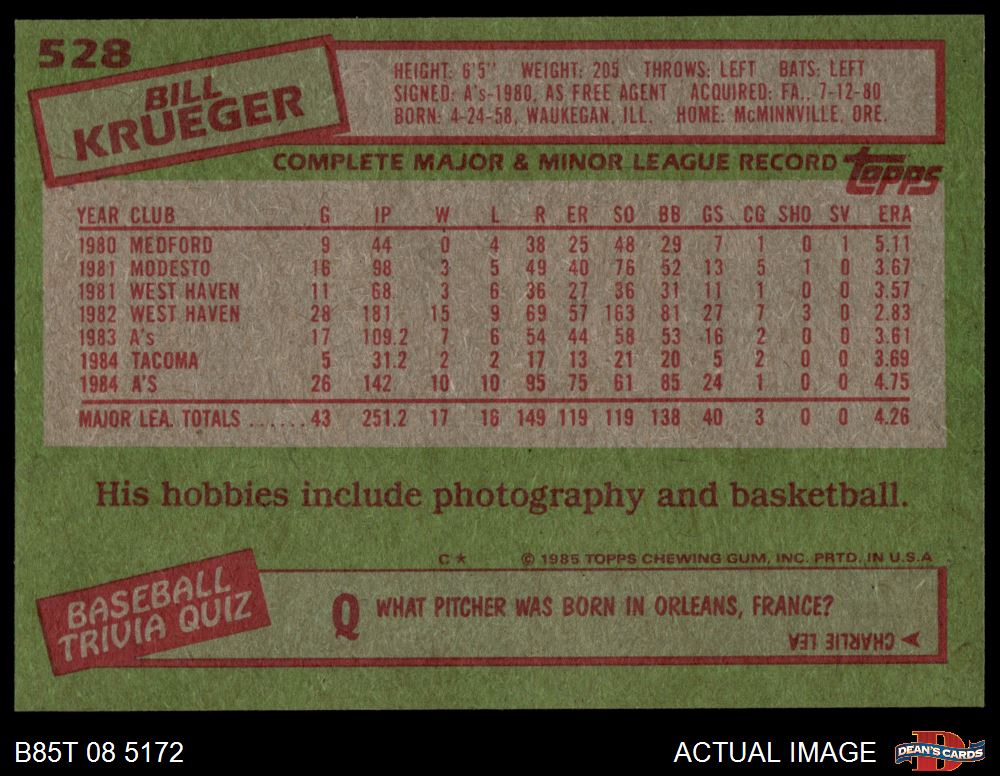 528
BILL
KRUEGER
HEIGHT: 6'5" WEIGHT: 205 THROWS: LEFT BATS: LEFT
SIGNED: A's-1980, AS FREE AGENT ACQUIRED: FA., 7-12-80
BORN: 4-24-58, WAUKEGAN, ILL. HOME: McMINNVILLE, ORE.
COMPLETE MAJOR & MINOR LEAGUE RECORD topps
YEAR CLUB G IP W L R ER SO BB GS CG SHO SV ERA
1980 MEDFORD 9 44 0 4 38 25 48 29 7 1 0 1 5.11
1981 MODESTO 16 98 3 5 49 40 76 52 13 5 1 0 3.67
1981 WEST HAVEN 11 68 3 6 36 27 36 31 11 1 0 0 3.57
1982 WEST HAVEN 28 181 15 9 69 57 163 81 27 7 3 0 2.83
1983 A's 17 109.2 7 6 54 44 58 53 16 2 0 0 3.61
1984 TACOMA 5 31.2 2 2 17 13 21 20 5 2 0 0 3.69
1984 A'S 26 142 10 10 95 75 61 85 24 1 0 0 4.75
MAJOR LEA. TOTALS ......43 251.2 17 16 149 119 119 138 40 3 0 0 4.26
His hobbies include photography and basketball.
C★ © 1985 TOPPS CHEWING GUM, INC. PRTD. IN U.S.A
BASEBALL
TRIVIA QUIZ
Q WHAT PITCHER WAS BORN IN ORLEANS, FRANCE?
CHARLIE LEA
B85T 08 5172 ACTUAL IMAGE DEAN'S CARDS